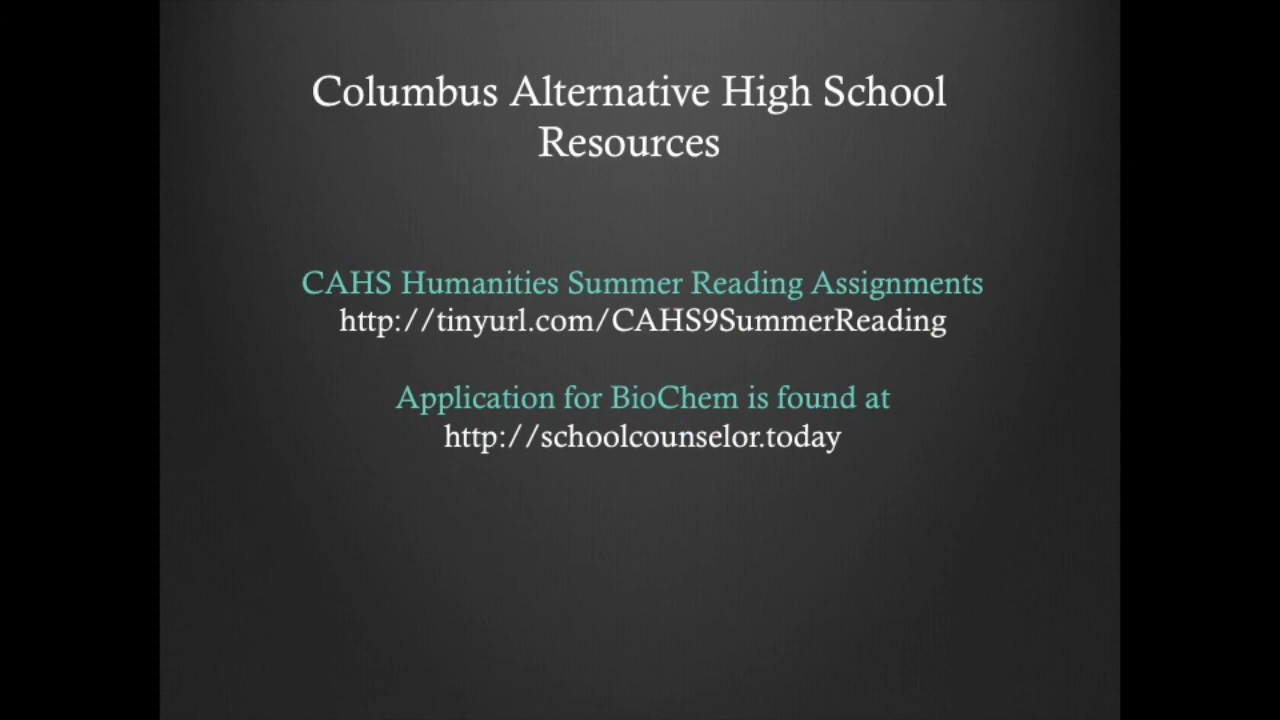 Columbus Alternative High School
Resources
CAHS Humanities Summer Reading Assignments
http://tinyurl.com/CAHS9SummerReading
Application for BioChem is found at
http://schoolcounselor.today